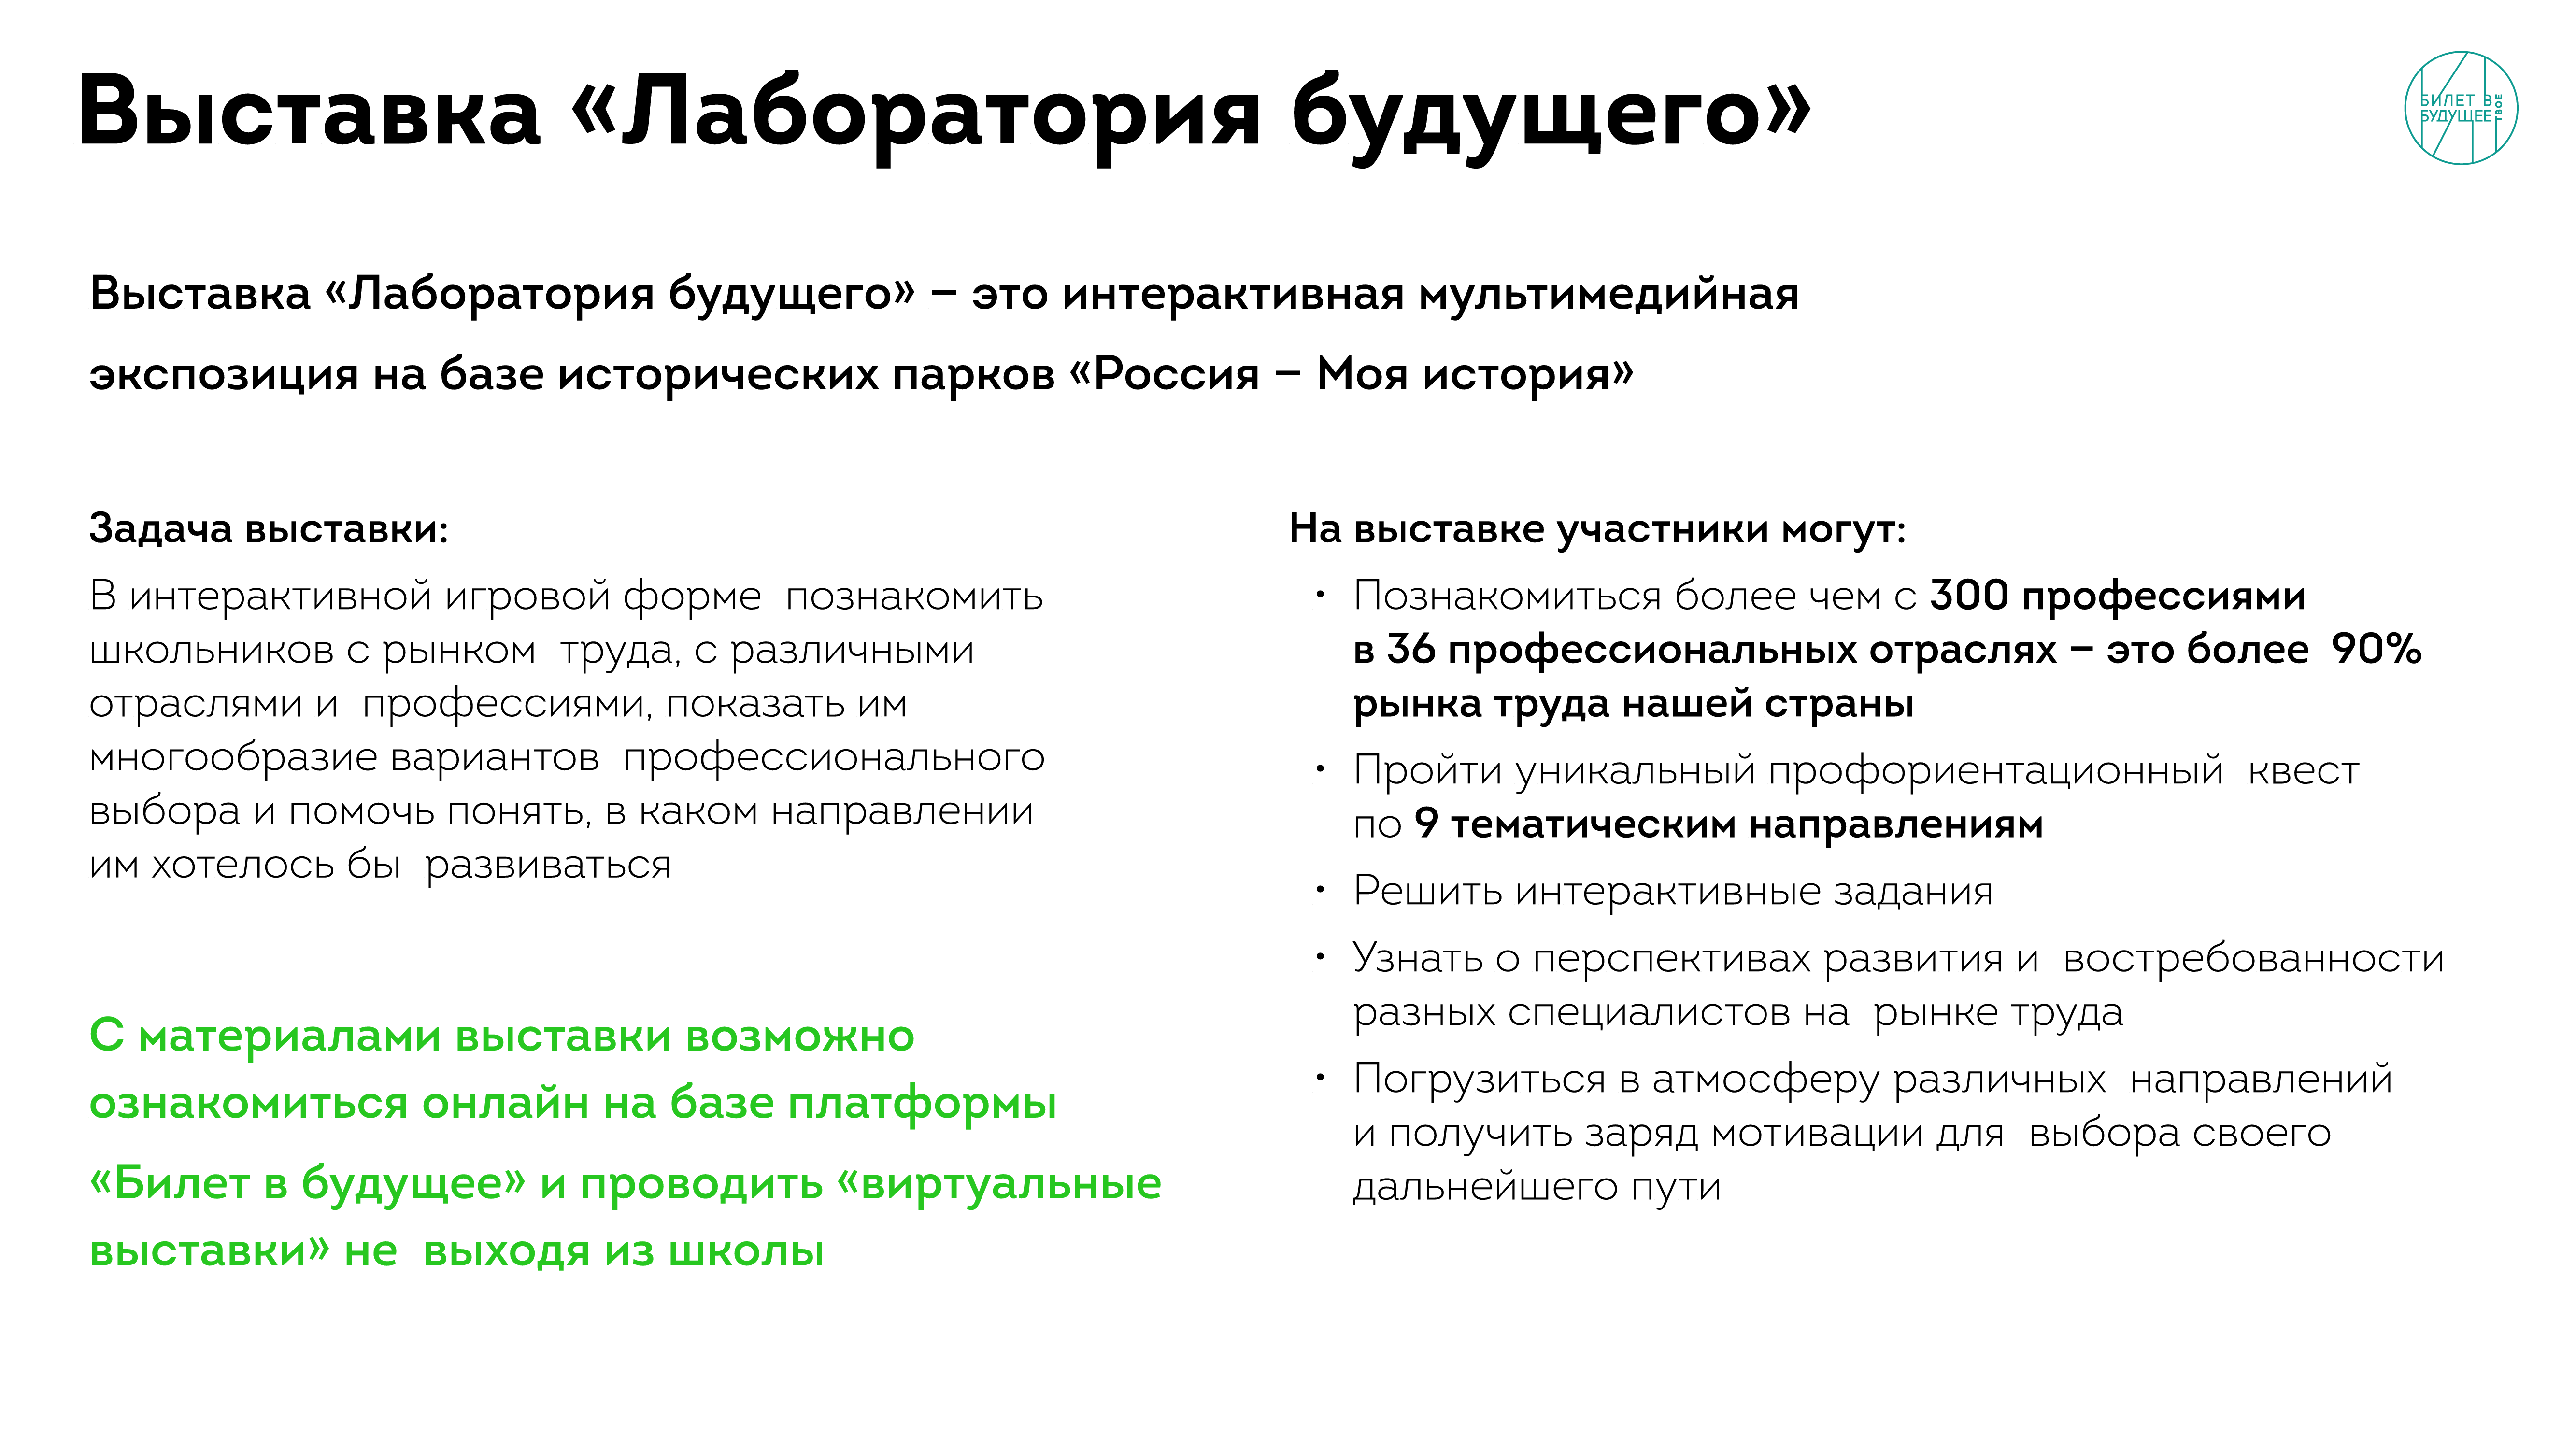 Выставка «Лаборатория будущего»
БИЛЕТ В
БУДУЩЕЕ
ТВОЕ
Выставка «Лаборатория будущего» – это интерактивная мультимедийная
экспозиция на базе исторических парков «Россия – Моя история»
Задача выставки:
В интерактивной игровой форме познакомить
школьников с рынком труда, с различными
отраслями и профессиями, показать им
многообразие вариантов профессионального
выбора и помочь понять, в каком направлении
им хотелось бы развиваться
С материалами выставки возможно
ознакомиться онлайн на базе платформы
«Билет в будущее» и проводить «виртуальные
выставки» не выходя из школы
На выставке участники могут:
• Познакомиться более чем с 300 профессиями
в 36 профессиональных отраслях – это более 90%
рынка труда нашей страны
• Пройти уникальный профориентационный квест
по 9 тематическим направлениям
• Решить интерактивные задания
• Узнать о перспективах развития и востребованности
разных специалистов на рынке труда
• Погрузиться в атмосферу различных направлений
и получить заряд мотивации для выбора своего
дальнейшего пути